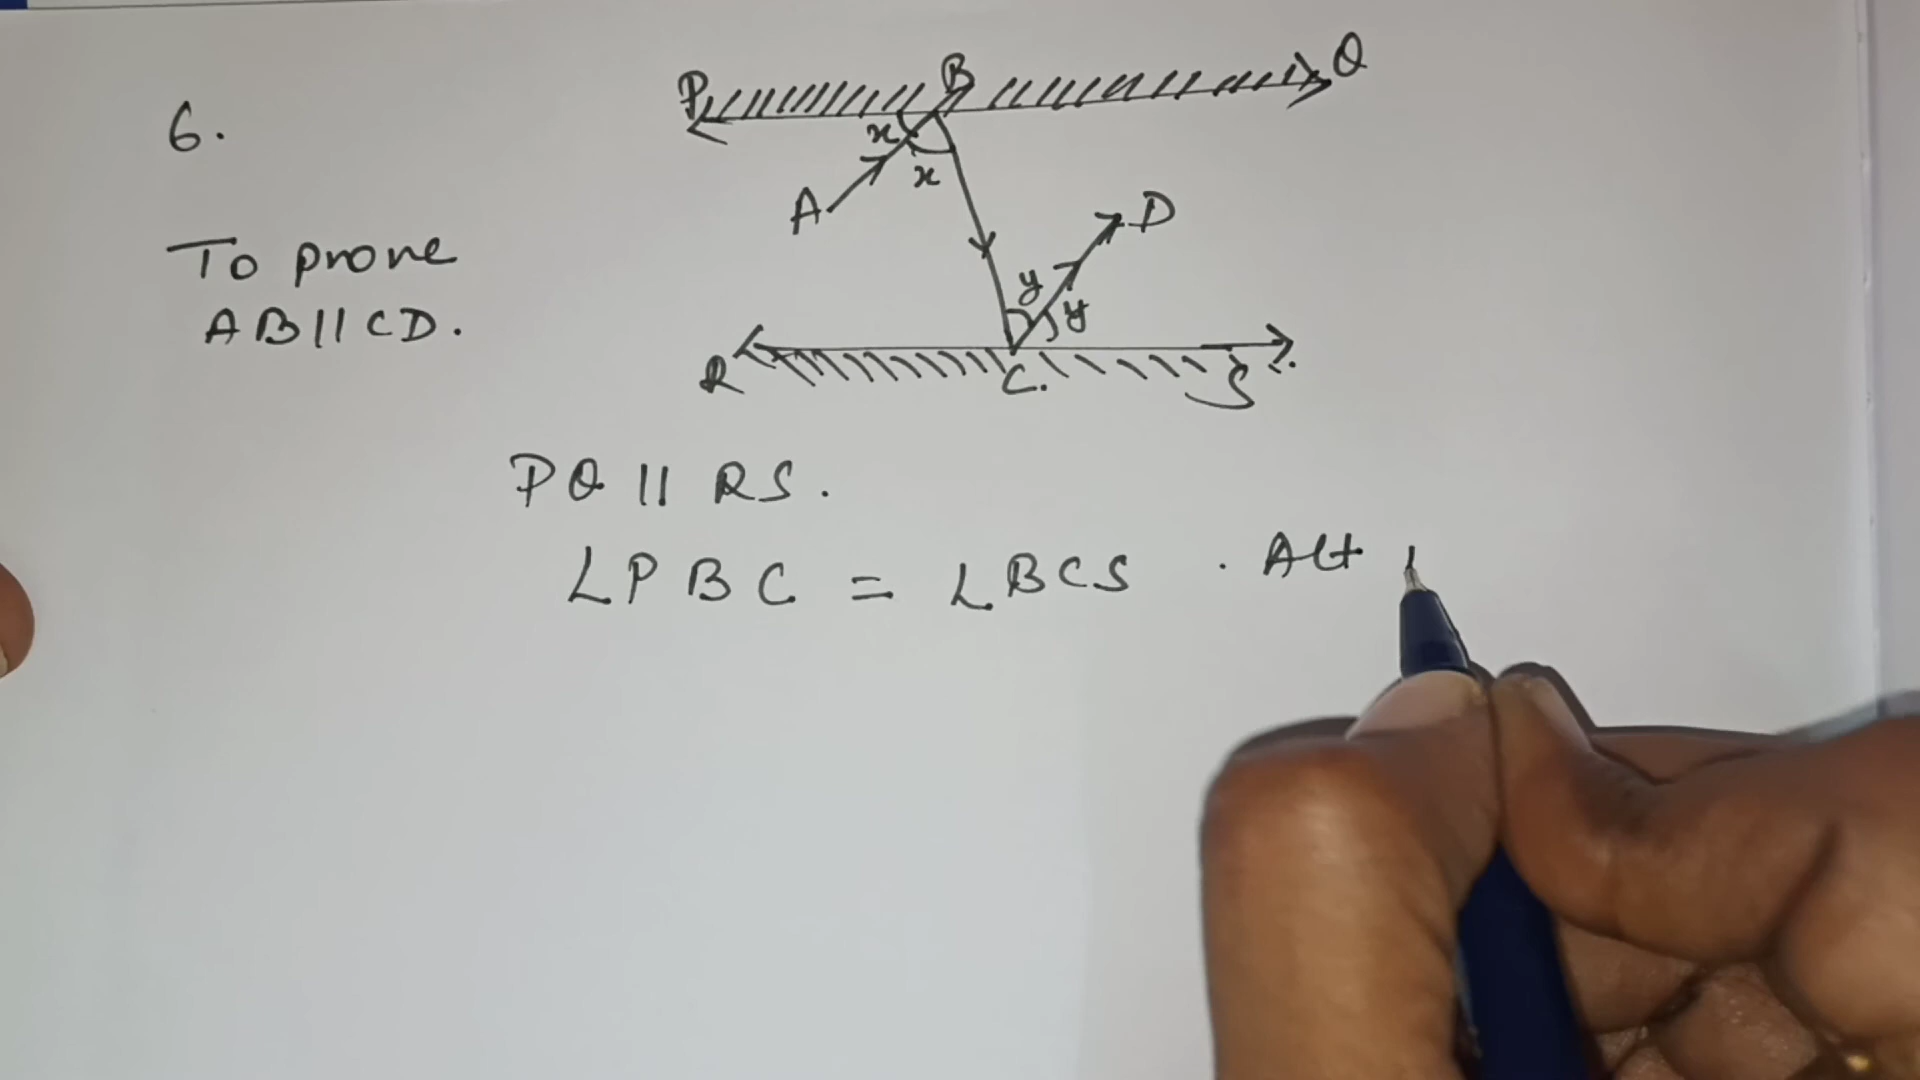 6.
To prove
AB || CD.
P B Q
x
x
A
D
y
y
R C. S
PQ || RS.
∠PBC = ∠BCS . Alt